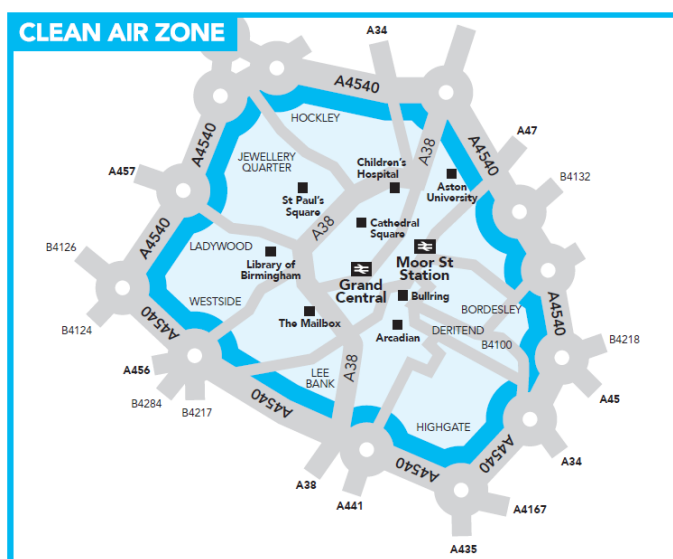 CLEAN AIR ZONE
A34
A4540
HOCKLEY
A47
A4540
A38
A4540
JEWELLERY
QUARTER
Children's
Hospital
A457
Aston
University
B4132
St Paul's
Square
A38
Cathedral
Square
A4540
B4126
LADYWOOD
Library of
Birmingham
Moor St
Station
Grand
Central
WESTSIDE
Bullring
BORDESLEY
A4540
B4124
A4540
The Mailbox
Arcadian
DERITEND
B4100
B4218
A456
A38
LEE
BANK
B4284
B4217
A4540
A45
HIGHGATE
A4540
A4540
A34
A38
A441
A4167
A435